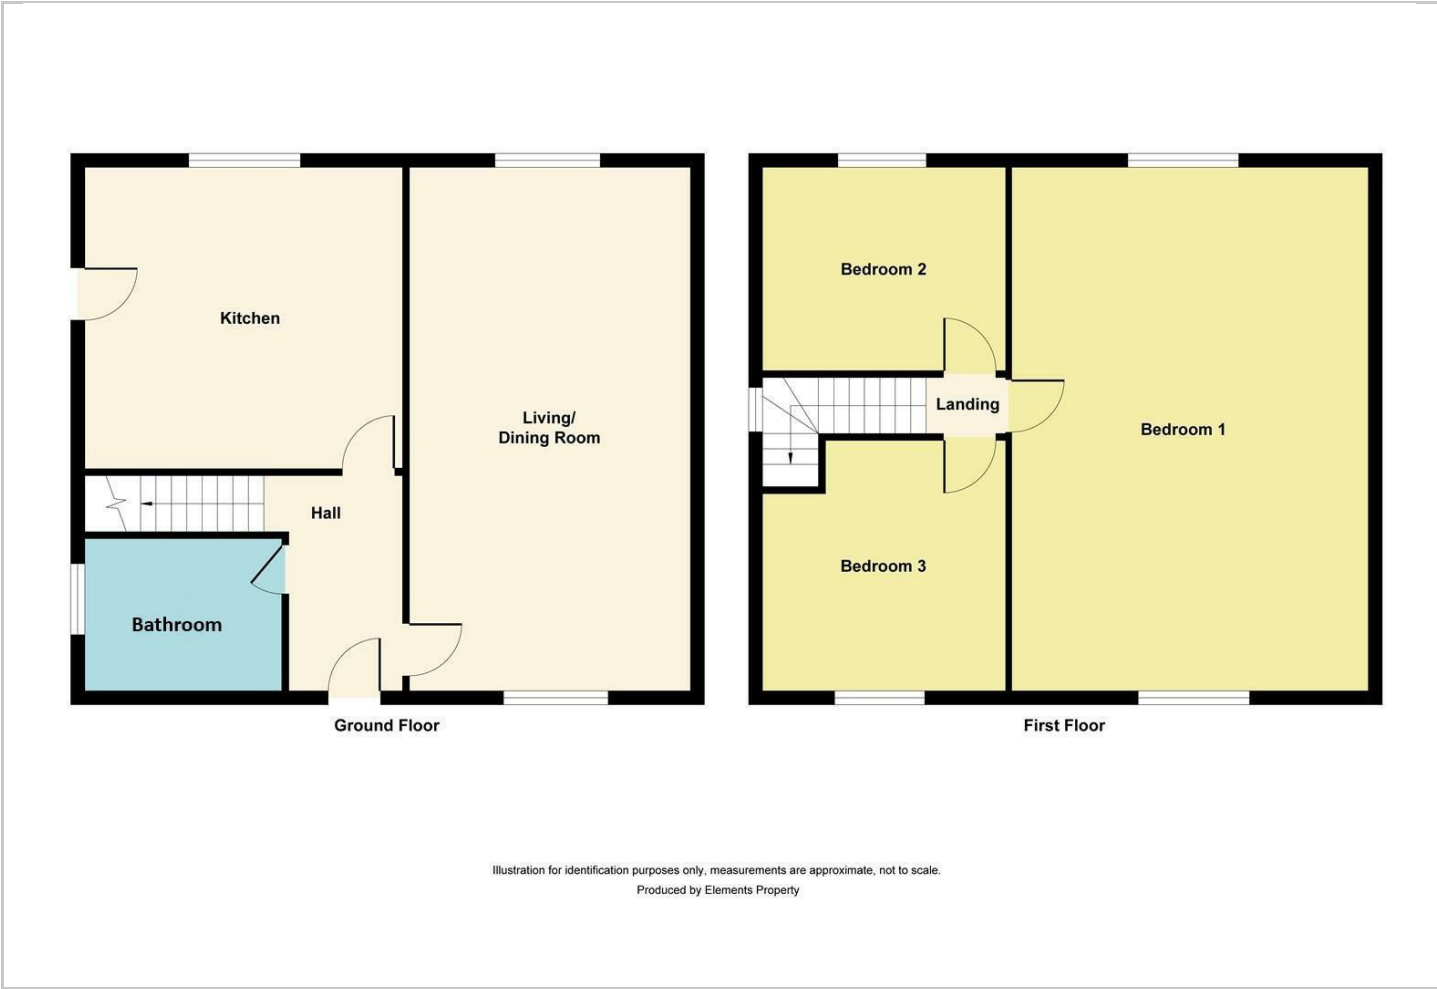 Kitchen
Living/
Dining Room
Hall
Bathroom
Ground Floor
Bedroom 2
Landing
Bedroom 1
Bedroom 3
First Floor
Illustration for identification purposes only, measurements are approximate, not to scale.
Produced by Elements Property